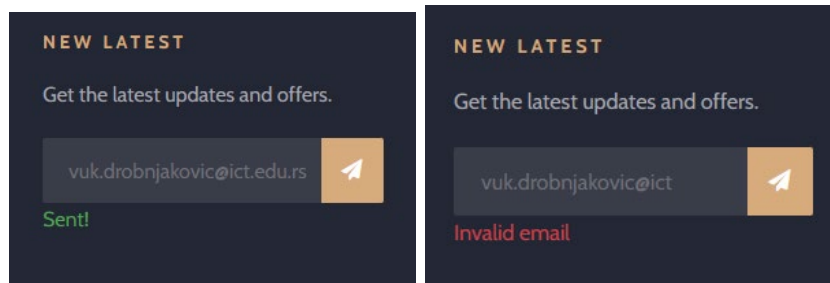 NEW LATEST
Get the latest updates and offers.
vuk.drobnjakovic@ict.edu.rs
Sent!
NEW LATEST
Get the latest updates and offers.
vuk.drobnjakovic@ict
Invalid email